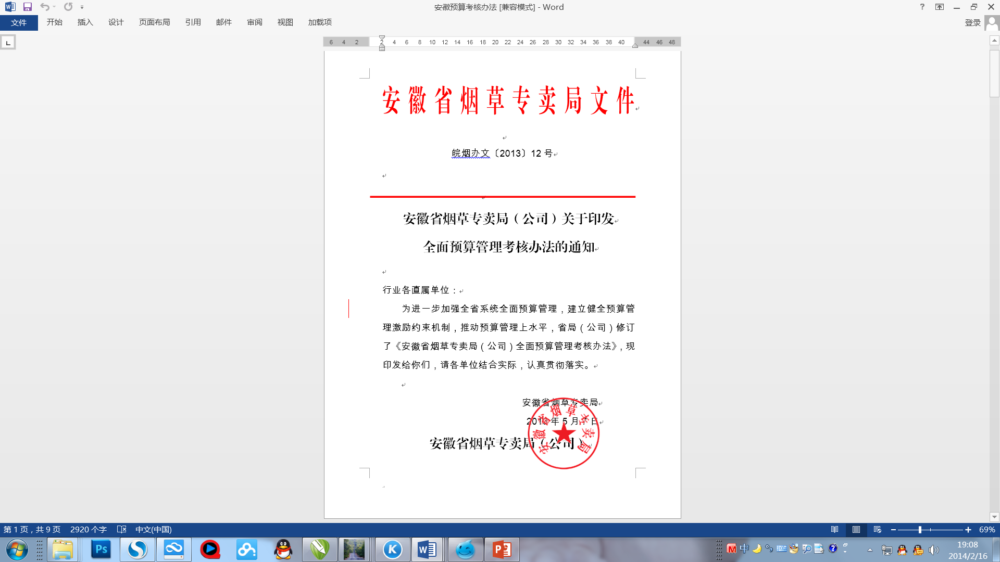 安徽预算考核办法 [兼容模式] - Word
文件 开始 插入 设计 页面布局 引用 邮件 审阅 视图 加载项
登录
6 4 2 2 4 6 8 10 12 14 16 18 20 22 24 26 28 30 32 34 36 38 40 44 46 48
安徽省烟草专卖局文件
皖烟办文〔2013〕12 号
安徽省烟草专卖局（公司）关于印发
全面预算管理考核办法的通知
行业各直属单位：
为进一步加强全省系统全面预算管理，建立健全预算管
理激励约束机制，推动预算管理上水平，省局（公司）修订
了《安徽省烟草专卖局（公司）全面预算管理考核办法》，现
印发给你们，请各单位结合实际，认真贯彻落实。
安徽省烟草专卖局
年 5 月 日
安徽省烟草专卖局（公司）
安徽省烟草专卖局
第 1 页，共 9 页 2920 个字 中文(中国)
69%
Ps
K
W
P
M 中
19:08
2014/2/16